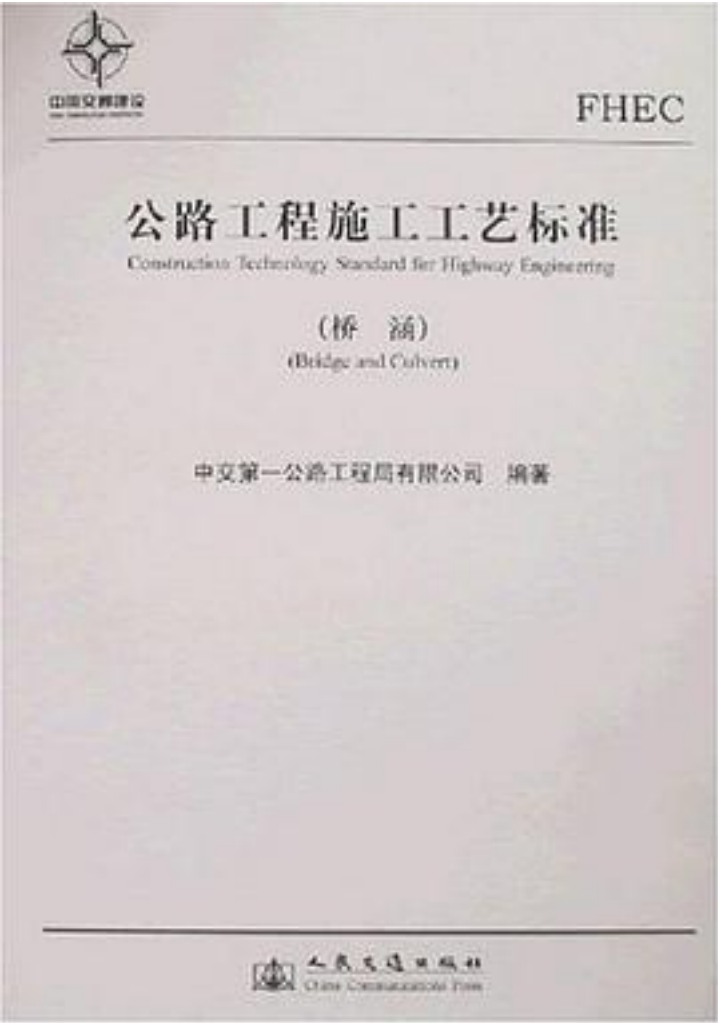 中国交通建设
FHEC
公路工程施工工艺标准
Construction Technology Standard for Highway Engineering
（桥 涵）
(Bridge and Culvert)
中交第一公路工程局有限公司 编著
人民交通出版社
China Communications Press